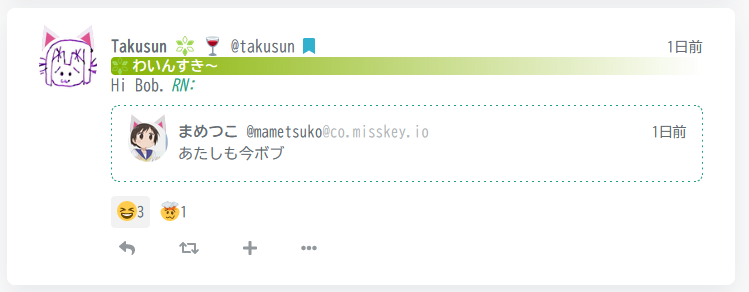 Takusun @takusun 1日前
わいんすき～
Hi Bob. RN:
まめつこ @mametsuko@co.misskey.io 1日前
あたしも今ボブ
3 1